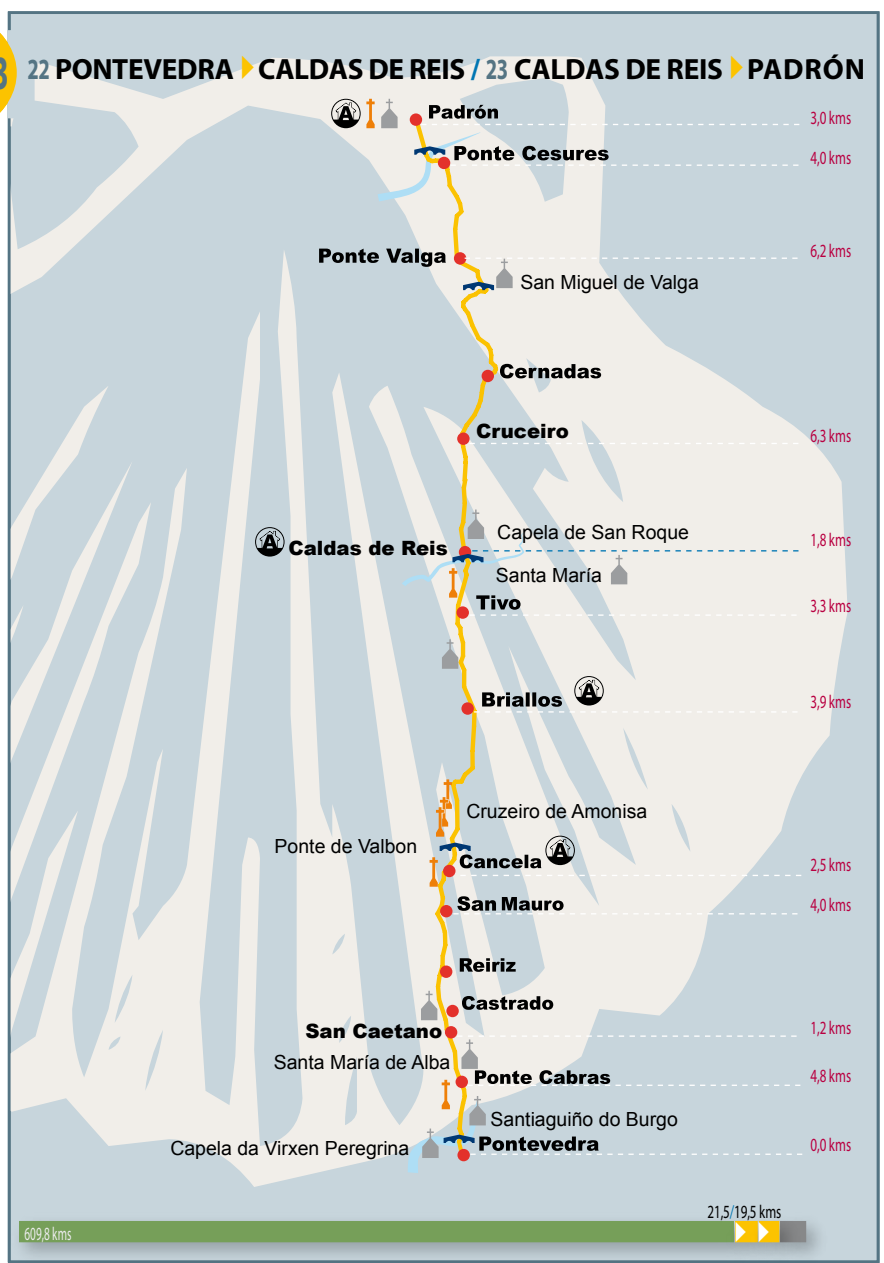 3
22 PONTEVEDRA CALDAS DE REIS / 23 CALDAS DE REIS PADRÓN
A Padrón 3,0 kms
Ponte Cesures 4,0 kms
Ponte Valga 6,2 kms
San Miguel de Valga
Cernadas
Cruceiro 6,3 kms
Capela de San Roque
A Caldas de Reis 1,8 kms
Santa María
Tivo 3,3 kms
Briallos A 3,9 kms
Cruzeiro de Amonisa
Ponte de Valbon
Cancela A 2,5 kms
San Mauro 4,0 kms
Reiriz
Castrado
San Caetano 1,2 kms
Santa María de Alba
Ponte Cabras 4,8 kms
Santiaguiño do Burgo
Pontevedra 0,0 kms
Capela da Virxen Peregrina
21,5/19,5 kms
609,8 kms